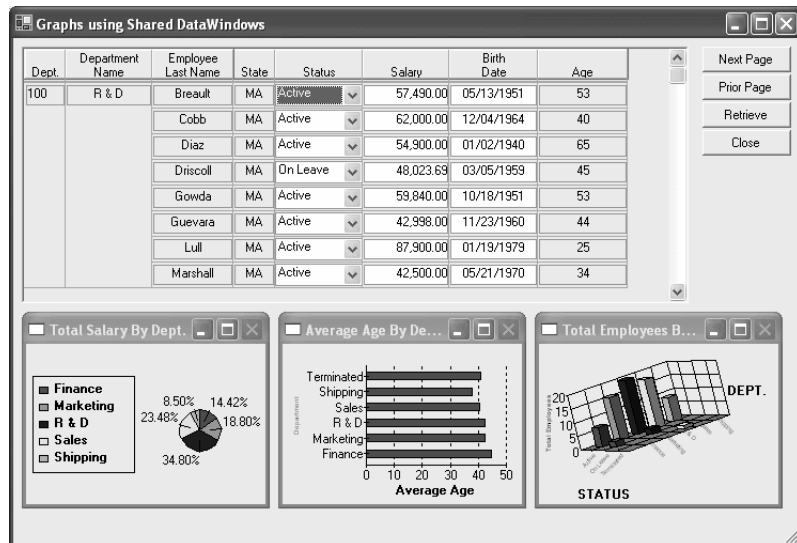 Graphs using Shared DataWindows
Dept. Department Name Employee Last Name State Status Salary Birth Date Age
100 R & D Breault MA Active 57,490.00 05/13/1951 53
Cobb MA Active 62,000.00 12/04/1964 40
Diaz MA Active 54,900.00 01/02/1940 65
Driscoll MA On Leave 48,023.69 03/05/1959 45
Gowda MA Active 59,840.00 10/18/1951 53
Guevara MA Active 42,998.00 11/23/1960 44
Lull MA Active 87,900.00 01/19/1979 25
Marshall MA Active 42,500.00 05/21/1970 34
Next Page
Prior Page
Retrieve
Close
Total Salary By Dept.
Finance
Marketing
R & D
Sales
Shipping
8.50% 14.42%
23.48% 18.80%
34.80%
Average Age By De...
Department
Terminated
Shipping
Sales
R & D
Marketing
Finance
0 10 20 30 40 50
Average Age
Total Employees B...
Total Employees
20
15
10
5
0
Active
On Leave
Terminated
DEPT.
STATUS